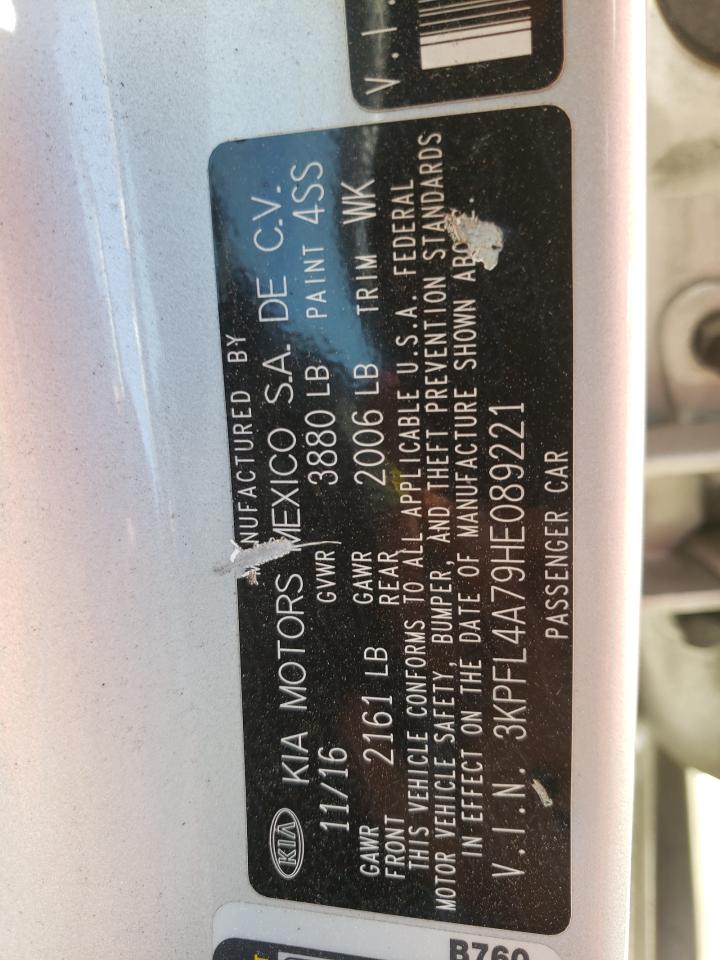 V.I.
MANUFACTURED BY
KIA KIA MOTORS MEXICO S.A. DE C.V.
11/16 GVWR 3880 LB PAINT 4SS
GAWR FRONT 2161 LB GAWR REAR 2006 LB TRIM WK
THIS VEHICLE CONFORMS TO ALL APPLICABLE U.S.A. FEDERAL
MOTOR VEHICLE SAFETY, BUMPER, AND THEFT PREVENTION STANDARDS
IN EFFECT ON THE DATE OF MANUFACTURE SHOWN
V.I.N. 3KPFL4A79HE089221
PASSENGER CAR
B760